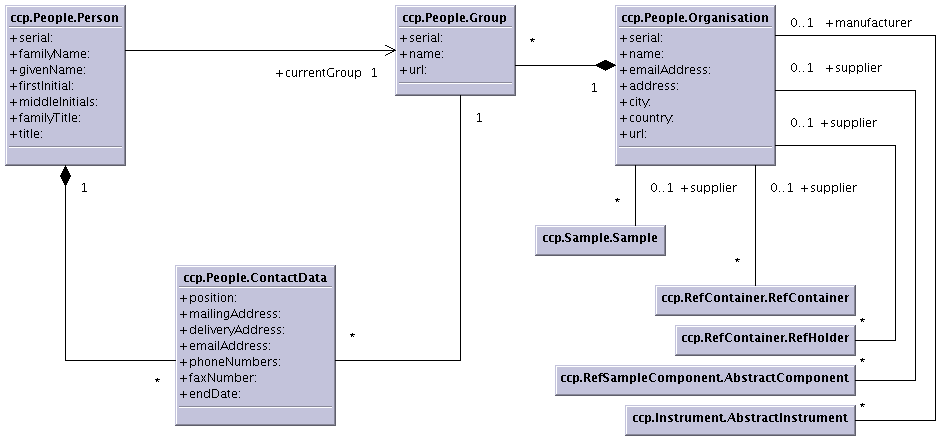 ccp.People.Person
+serial:
+familyName:
+givenName:
+firstInitial:
+middleInitials:
+familyTitle:
+title:
1
+currentGroup 1
ccp.People.Group
+serial:
+name:
+url:
*
1
1
ccp.People.Organisation
+serial:
+name:
+emailAddress:
+address:
+city:
+country:
+url:
0..1 +manufacturer
0..1 +supplier
0..1 +supplier
0..1 +supplier
0..1 +supplier
*
ccp.Sample.Sample
*
ccp.RefContainer.RefContainer
*
ccp.RefContainer.RefHolder
*
ccp.RefSampleComponent.AbstractComponent
*
ccp.Instrument.AbstractInstrument
ccp.People.ContactData
+position:
+mailingAddress:
+deliveryAddress:
+emailAddress:
+phoneNumbers:
+faxNumber:
+endDate:
*
*